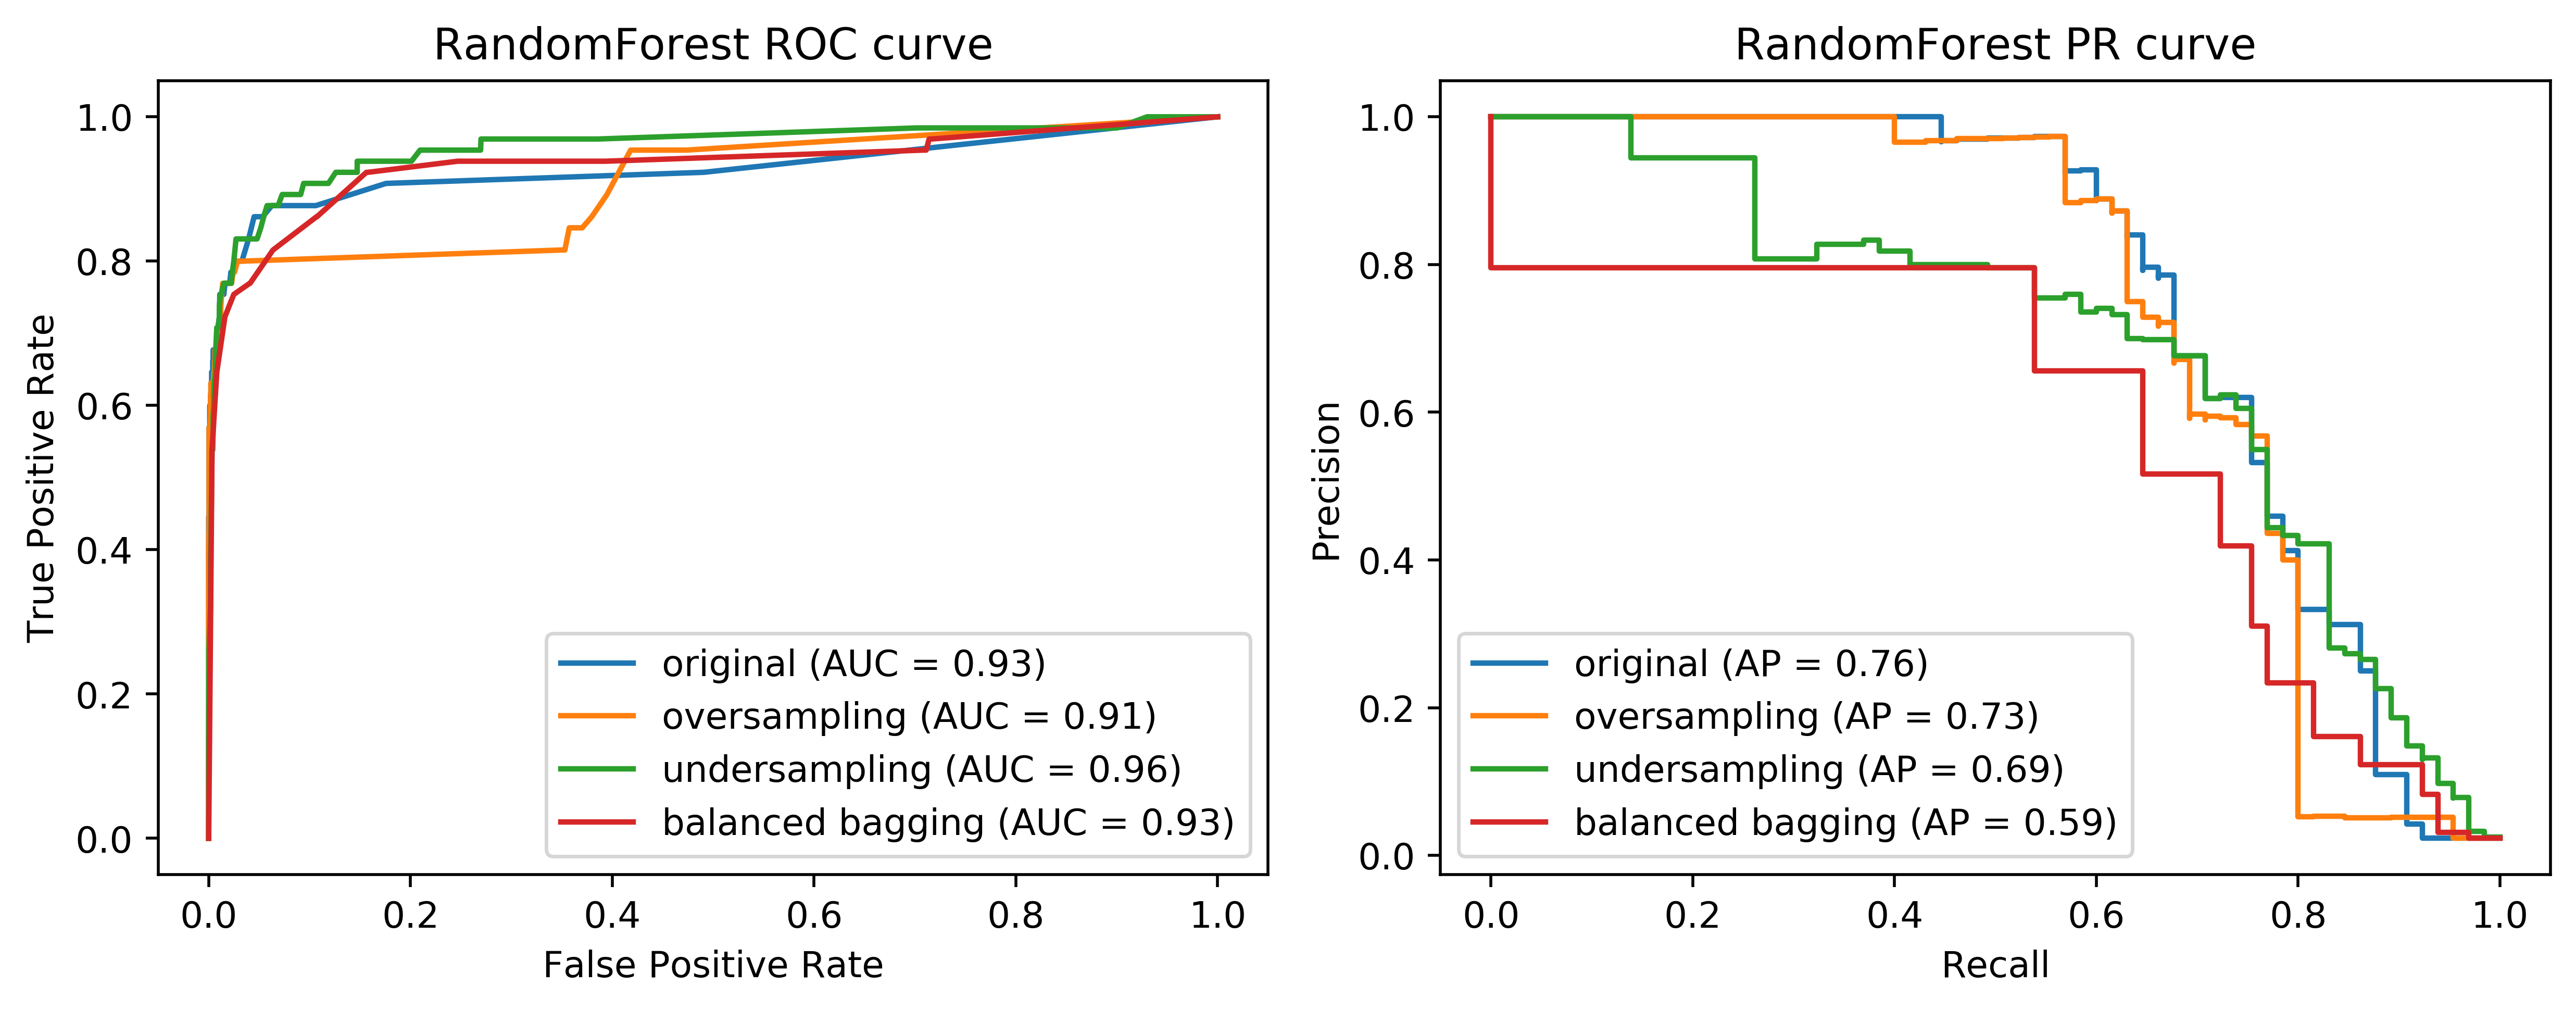 RandomForest ROC curve
True Positive Rate
1.0
0.8
0.6
0.4
0.2
0.0
original (AUC = 0.93)
oversampling (AUC = 0.91)
undersampling (AUC = 0.96)
balanced bagging (AUC = 0.93)
0.0 0.2 0.4 0.6 0.8 1.0
False Positive Rate
RandomForest PR curve
Precision
1.0
0.8
0.6
0.4
0.2
0.0
original (AP = 0.76)
oversampling (AP = 0.73)
undersampling (AP = 0.69)
balanced bagging (AP = 0.59)
0.0 0.2 0.4 0.6 0.8 1.0
Recall